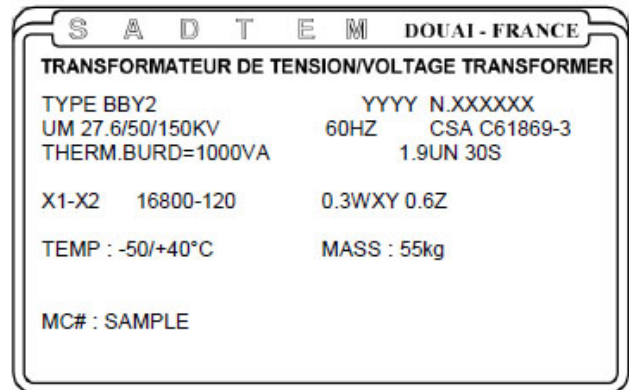 SADTEM DOUAI - FRANCE
TRANSFORMATEUR DE TENSION/VOLTAGE TRANSFORMER
TYPE BBY2 YYYY N.XXXXXX
UM 27.6/50/150KV 60HZ CSA C61869-3
THERM.BURD=1000VA 1.9UN 30S
X1-X2 16800-120 0.3WXY 0.6Z
TEMP : -50/+40°C MASS : 55kg
MC# : SAMPLE